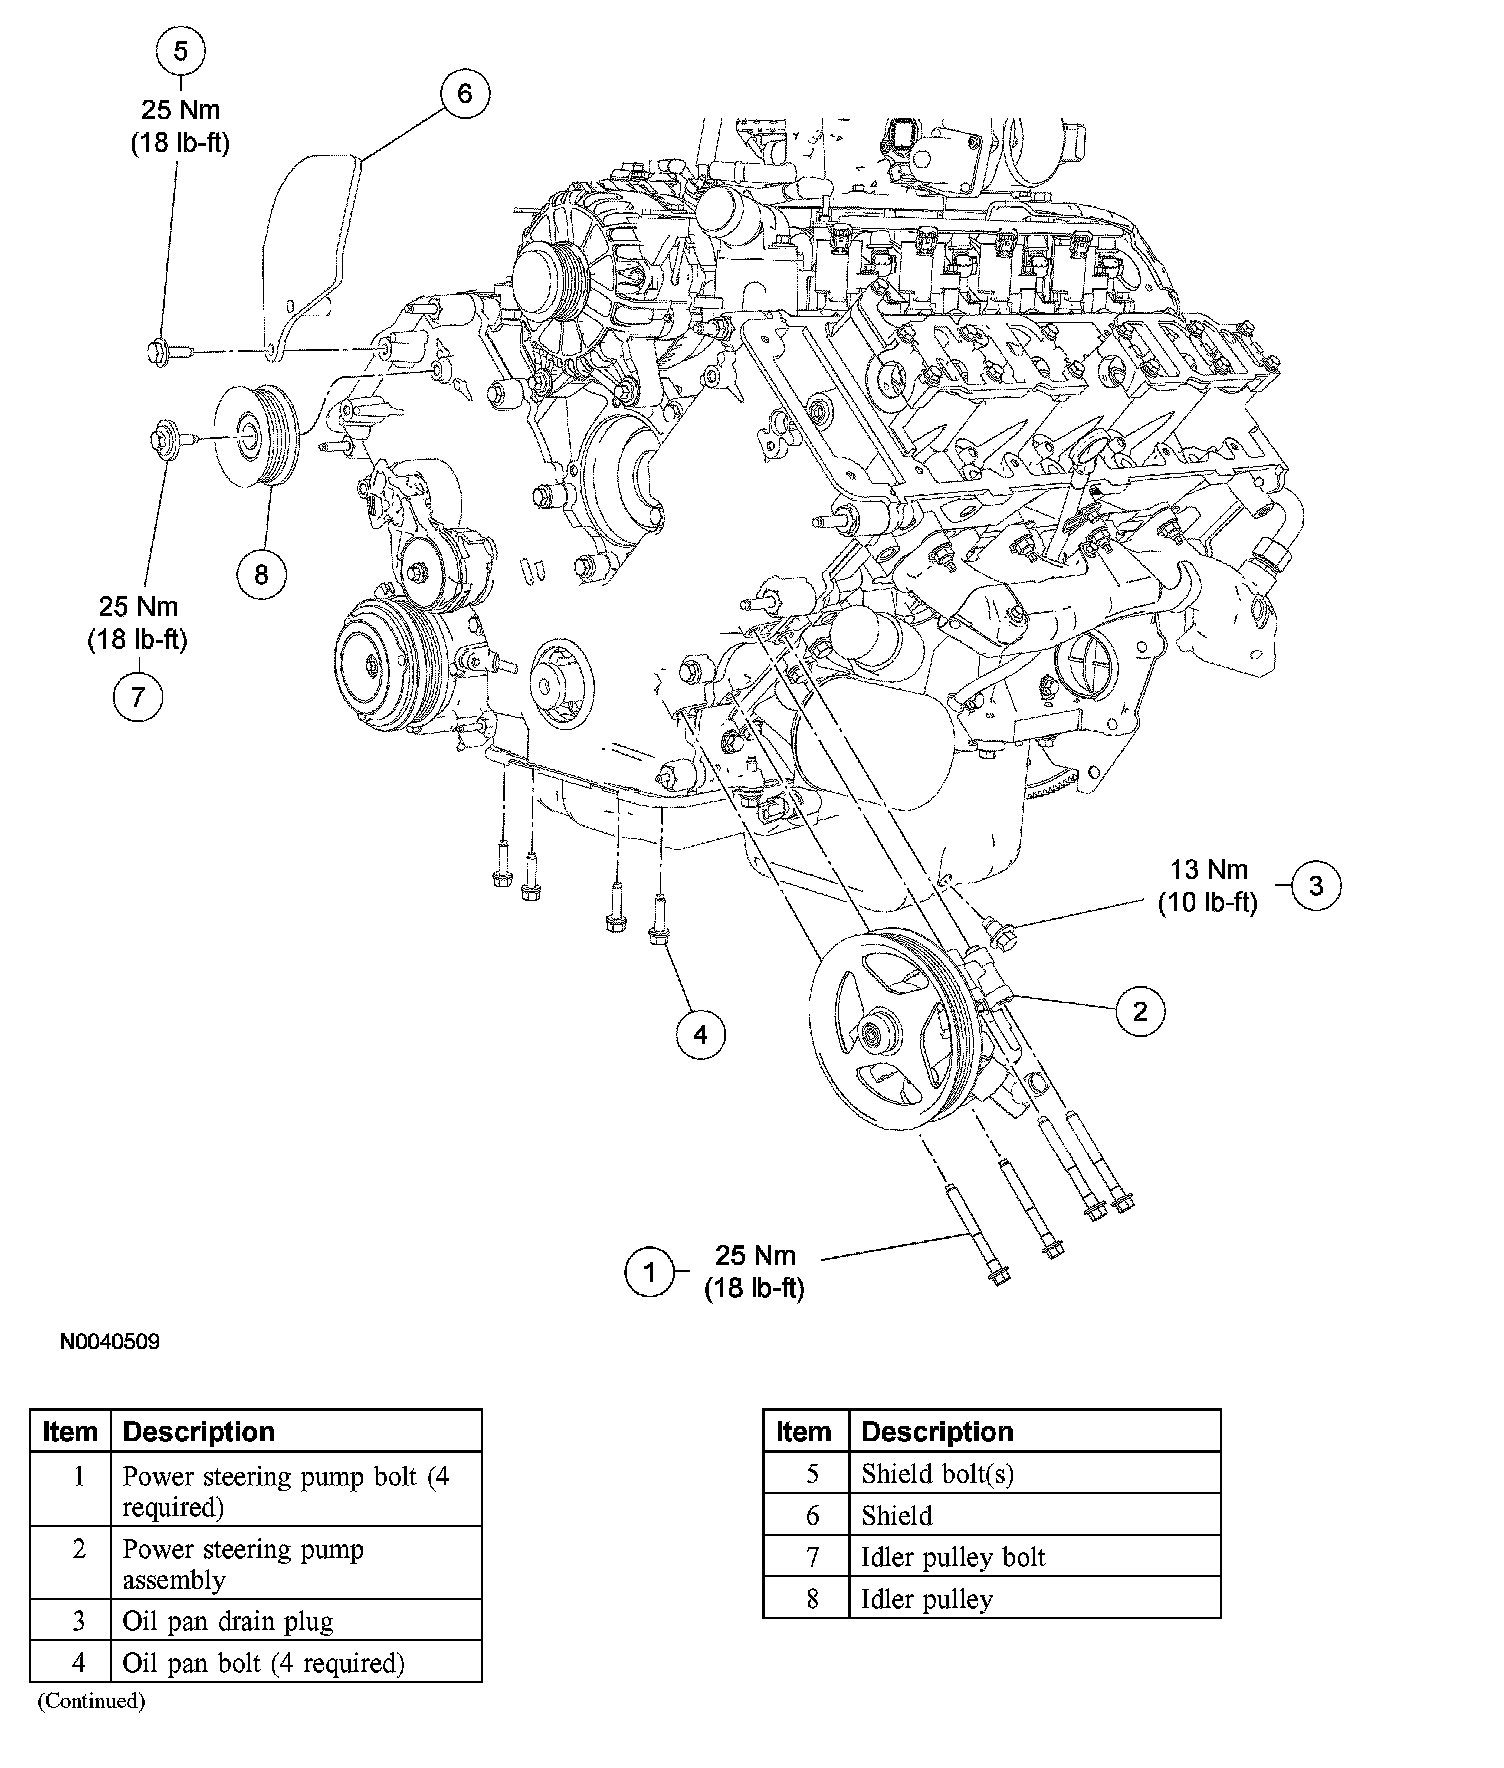 5
25 Nm
(18 lb-ft)
6
8
25 Nm
(18 lb-ft)
7
13 Nm
(10 lb-ft)
3
2
4
1
25 Nm
(18 lb-ft)
N0040509
Item Description
1 Power steering pump bolt (4
required)
2 Power steering pump
assembly
3 Oil pan drain plug
4 Oil pan bolt (4 required)
(Continued)
Item Description
5 Shield bolt(s)
6 Shield
7 Idler pulley bolt
8 Idler pulley